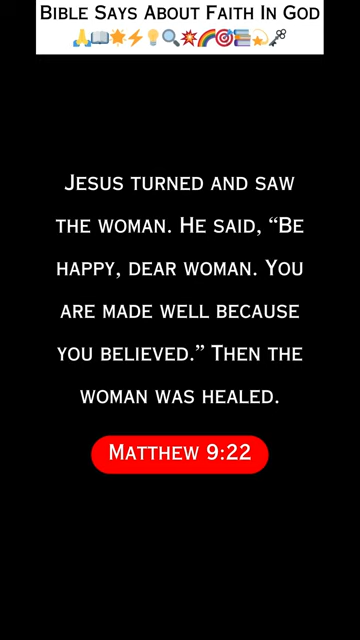 Bible Says About Faith In God
🙏📖🌟⚡💡🔍💥🌈🎯📚💫🗝
Jesus turned and saw
the woman. He said, “Be
happy, dear woman. You
are made well because
you believed.” Then the
woman was healed.
Matthew 9:22